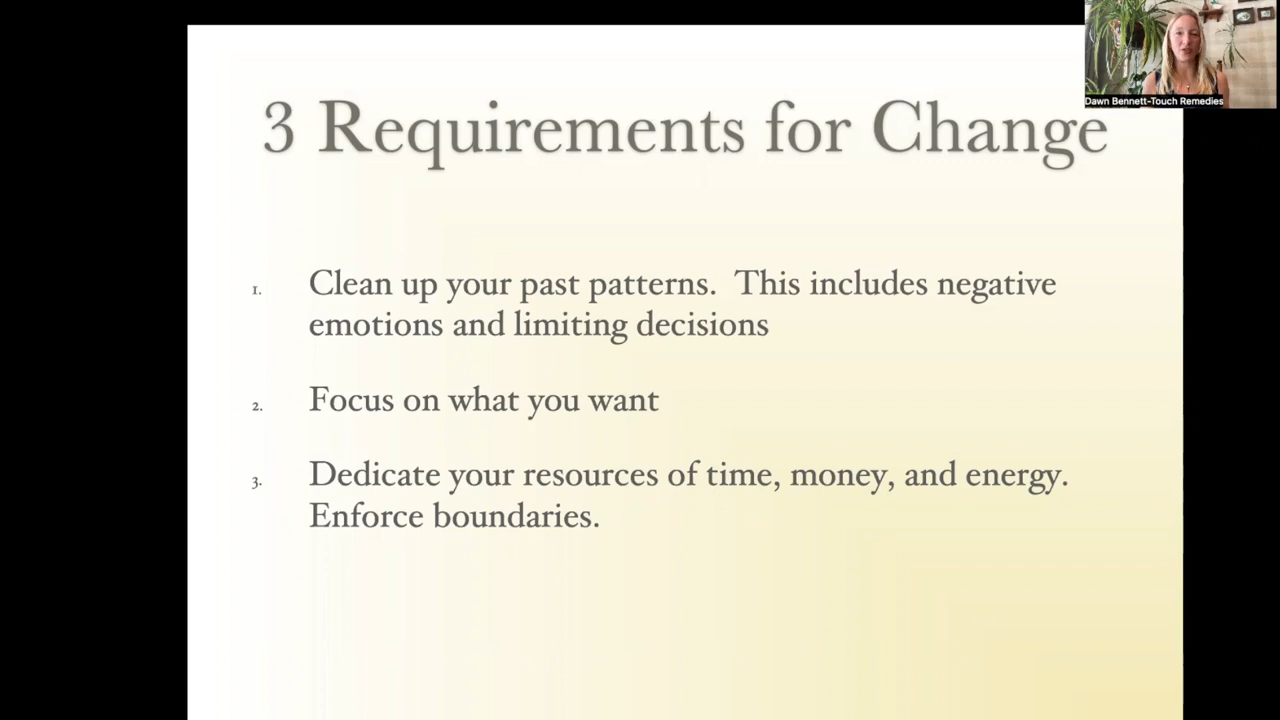 Dawn Bennett-Touch Remedies
3 Requirements for Change
1. Clean up your past patterns.  This includes negative
emotions and limiting decisions
2. Focus on what you want
3. Dedicate your resources of time, money, and energy.
Enforce boundaries.